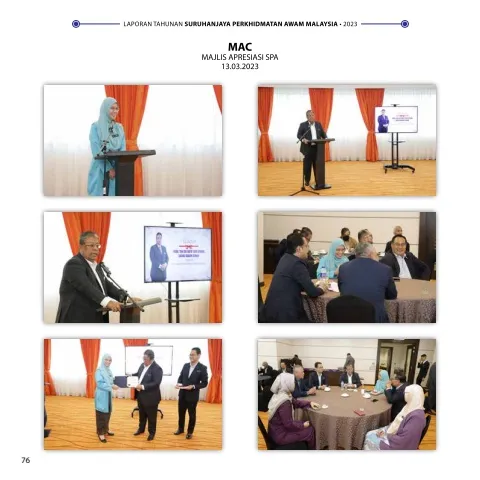 LAPORAN TAHUNAN SURUHANJAYA PERKHIDMATAN AWAM MALAYSIA • 2023
MAC
MAJLIS APRESIASI SPA
13.03.2023
76